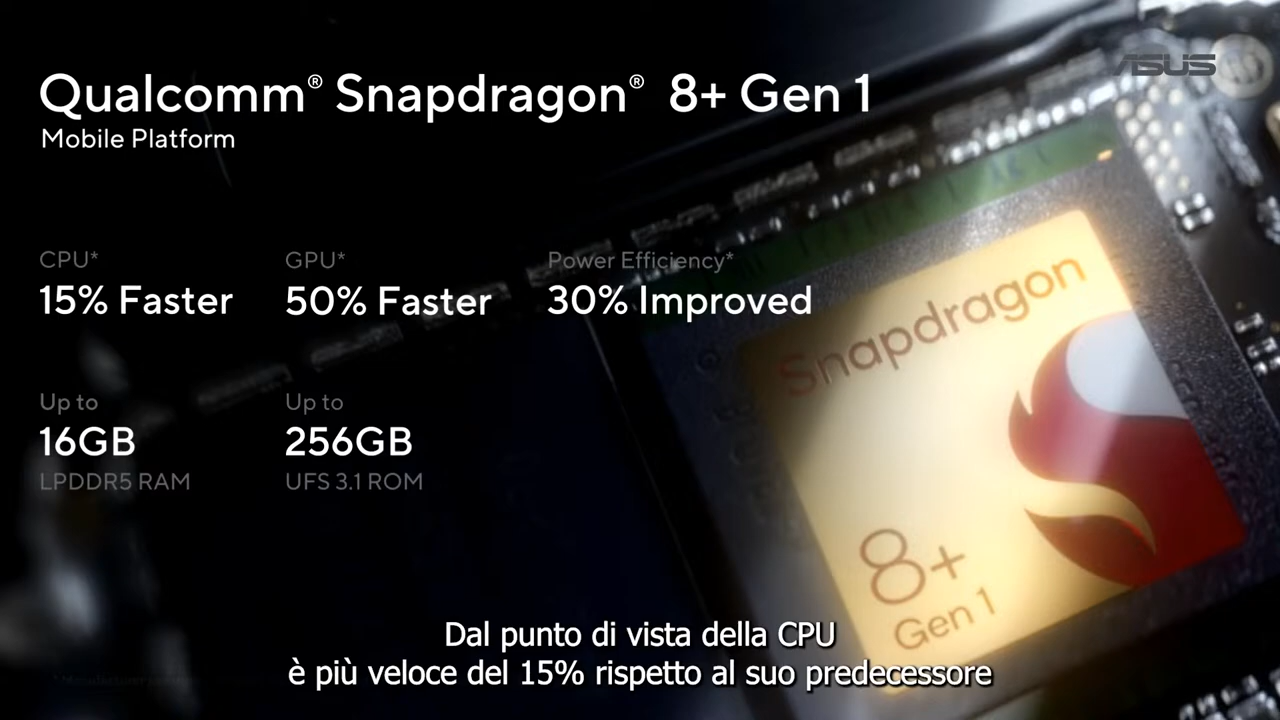 ASUS
Qualcomm® Snapdragon® 8+ Gen 1
Mobile Platform
CPU*
15% Faster
GPU*
50% Faster
Power Efficiency*
30% Improved
Up to
16GB
LPDDR5 RAM
Up to
256GB
UFS 3.1 ROM
Snapdragon
8+
Gen 1
Dal punto di vista della CPU
è più veloce del 15% rispetto al suo predecessore